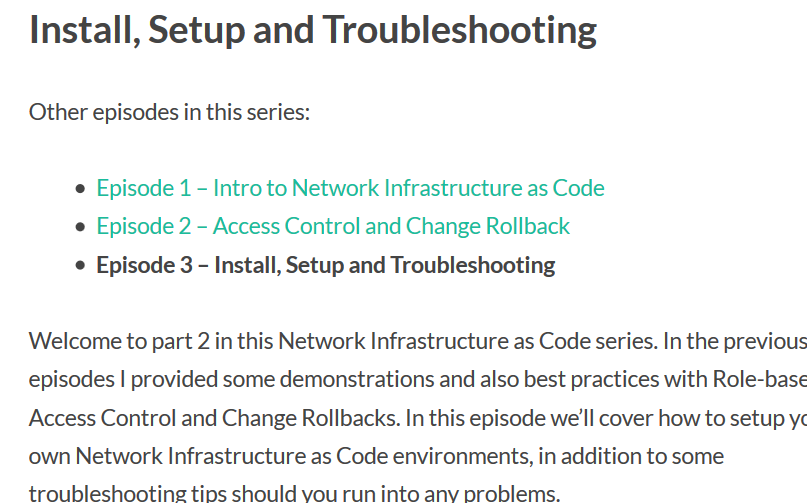 Install, Setup and Troubleshooting
Other episodes in this series:
• Episode 1 – Intro to Network Infrastructure as Code
• Episode 2 – Access Control and Change Rollback
• Episode 3 – Install, Setup and Troubleshooting
Welcome to part 2 in this Network Infrastructure as Code series. In the previous
episodes I provided some demonstrations and also best practices with Role-base
Access Control and Change Rollbacks. In this episode we’ll cover how to setup yo
own Network Infrastructure as Code environments, in addition to some
troubleshooting tips should you run into any problems.